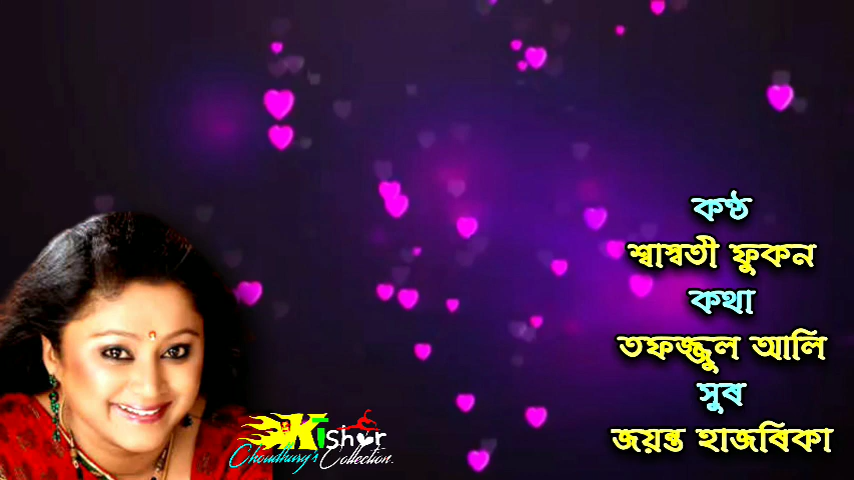 কণ্ঠ
শ্বাস্বতী ফুকন
কথা
তফজ্জুল আলি
সুৰ
জয়ন্ত হাজৰিকা
Kishor
Choudhury's Collection.